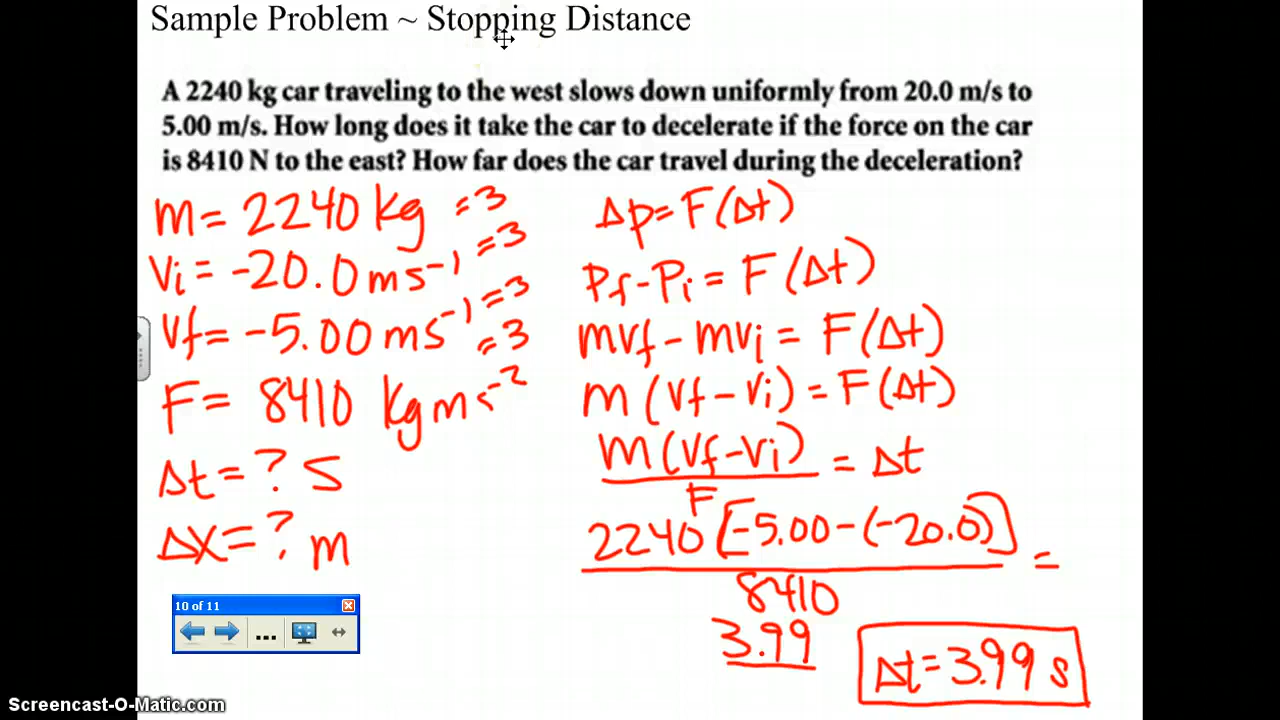 Sample Problem ~ Stopping Distance
A 2240 kg car traveling to the west slows down uniformly from 20.0 m/s to
5.00 m/s. How long does it take the car to decelerate if the force on the car
is 8410 N to the east? How far does the car travel during the deceleration?
m = 2240 kg = 3
Vi = -20.0 ms⁻¹ = 3
Vf = -5.00 ms⁻¹ = 3
F = 8410 kg ms⁻² = 3
Δt = ? s
Δx = ? m
Δp = F(Δt)
Pf - Pi = F(Δt)
mvf - mvi = F(Δt)
m(vf - vi) = F(Δt)
m(vf - vi) = Δt
F
2240 [-5.00 - (-20.0)] =
8410
3.99
Δt = 3.99 s
10 of 11
...
Screencast-O-Matic.com